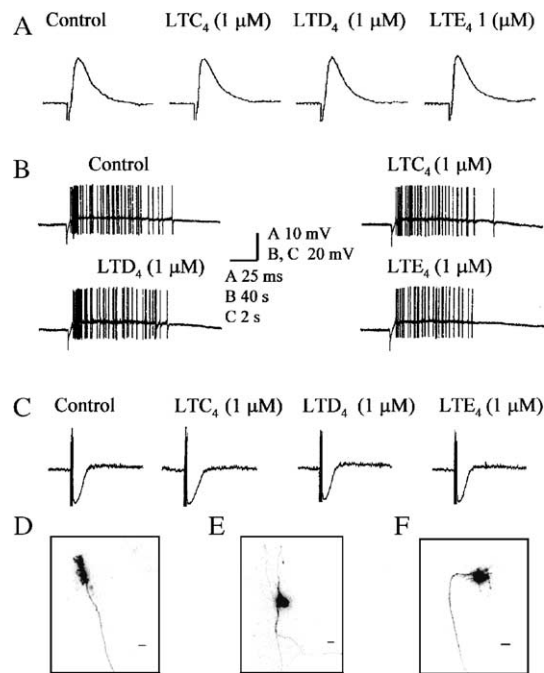 A
Control
LTC₄ (1 μM)
LTD₄ (1 μM)
LTE₄ 1 (μM)
B
Control
LTC₄ (1 μM)
A 10 mV
B, C 20 mV
LTD₄ (1 μM)
A 25 ms
B 40 s
C 2 s
LTE₄ (1 μM)
C
Control
LTC₄ (1 μM)
LTD₄ (1 μM)
LTE₄ (1 μM)
D
E
F